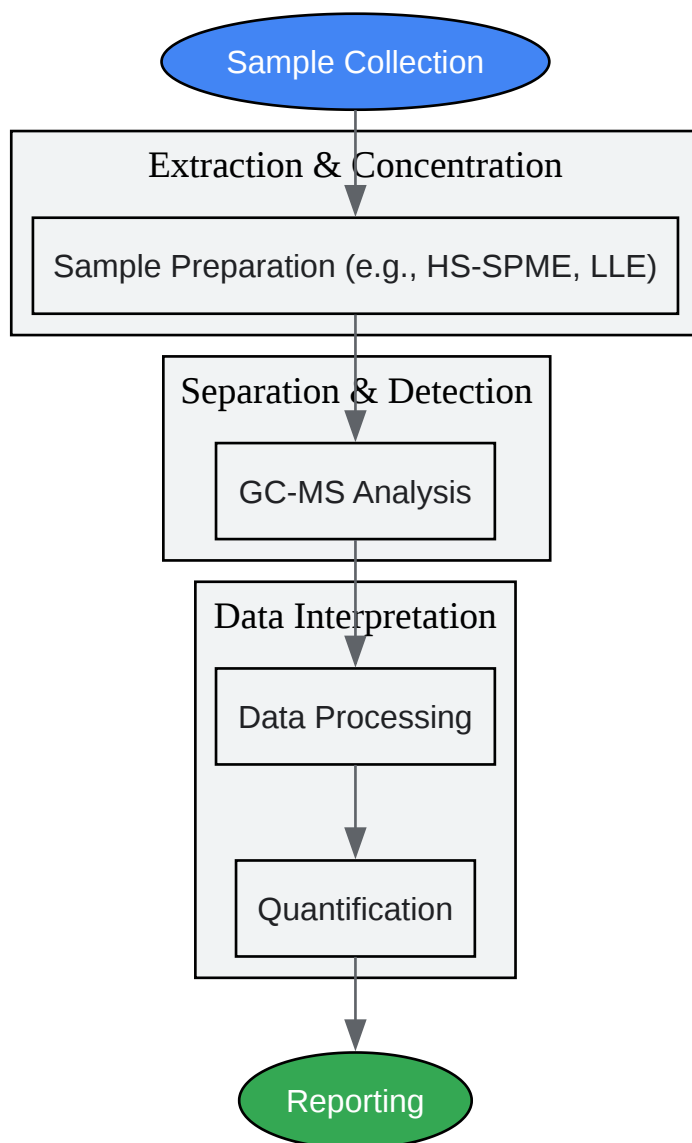 Sample Collection
Extraction & Concentration
Sample Preparation (e.g., HS-SPME, LLE)
Separation & Detection
GC-MS Analysis
Data Interpretation
Data Processing
Quantification
Reporting